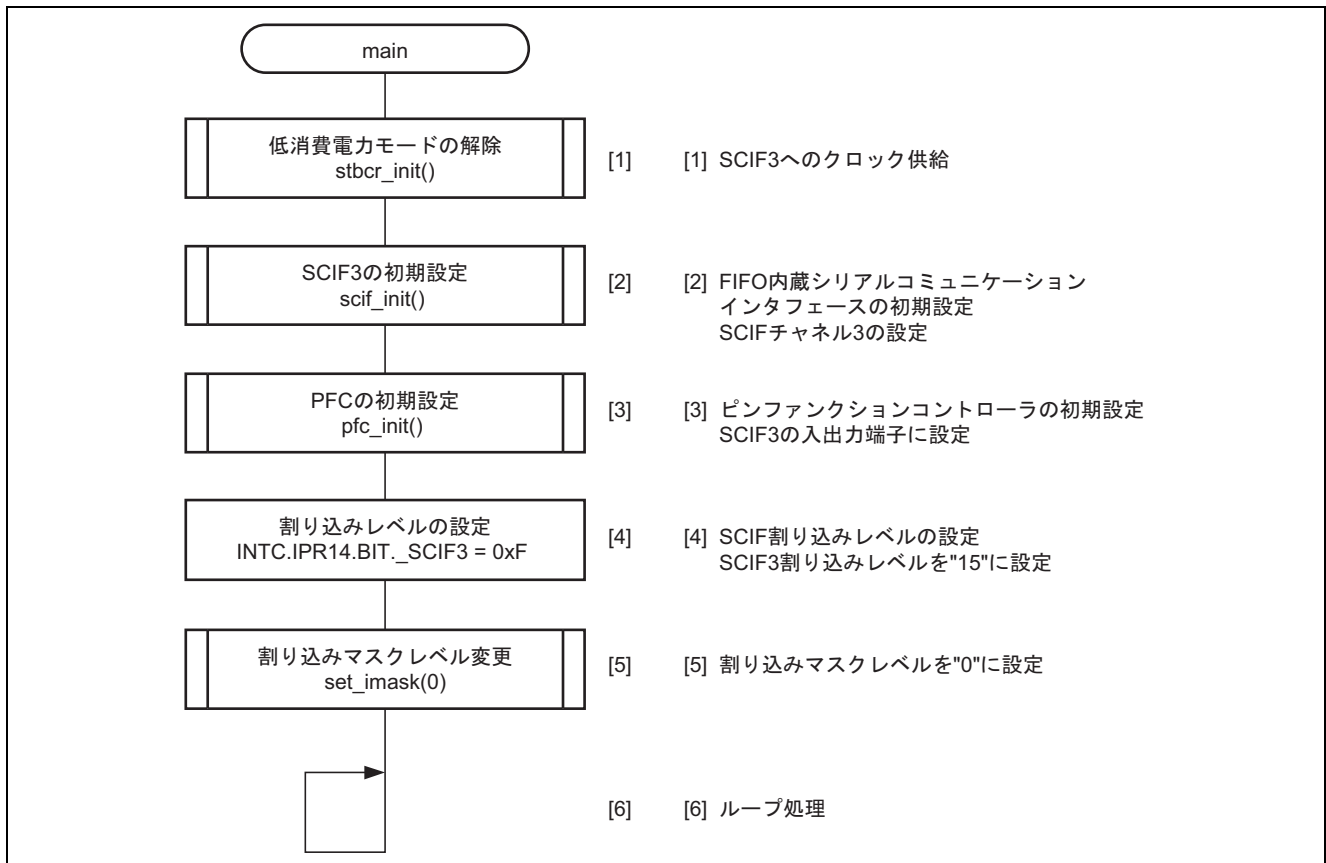 main
低消費電力モードの解除
stbcr_init()
[1]
[1] SCIF3へのクロック供給
SCIF3の初期設定
scif_init()
[2]
[2] FIFO内蔵シリアルコミュニケーション
インタフェースの初期設定
SCIFチャネル3の設定
PFCの初期設定
pfc_init()
[3]
[3] ピンファンクションコントローラの初期設定
SCIF3の入出力端子に設定
割り込みレベルの設定
INTC.IPR14.BIT._SCIF3 = 0xF
[4]
[4] SCIF割り込みレベルの設定
SCIF3割り込みレベルを"15"に設定
割り込みマスクレベル変更
set_imask(0)
[5]
[5] 割り込みマスクレベルを"0"に設定
[6]
[6] ループ処理